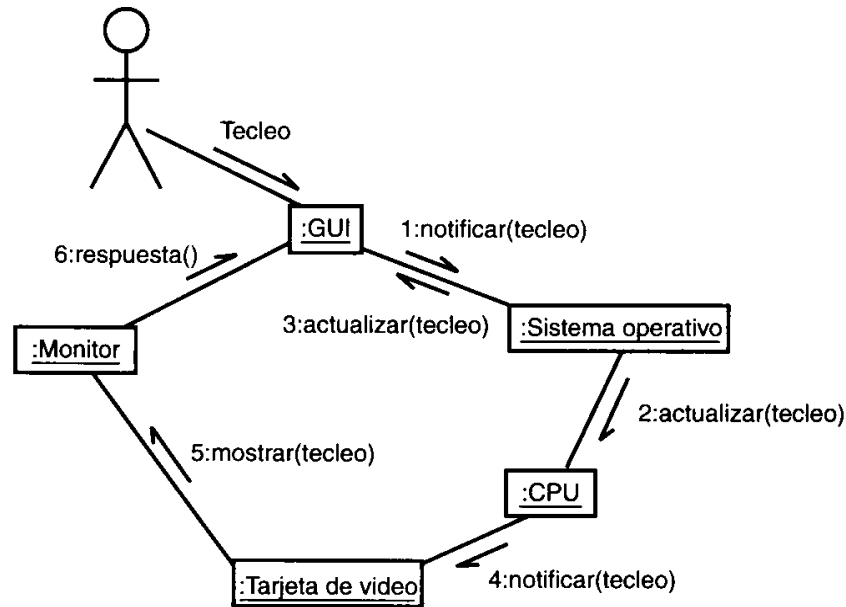 Tecleo
:GUI
1:notificar(tecleo)
6:respuesta()
3:actualizar(tecleo)
:Sistema operativo
:Monitor
2:actualizar(tecleo)
5:mostrar(tecleo)
:CPU
:Tarjeta de video
4:notificar(tecleo)